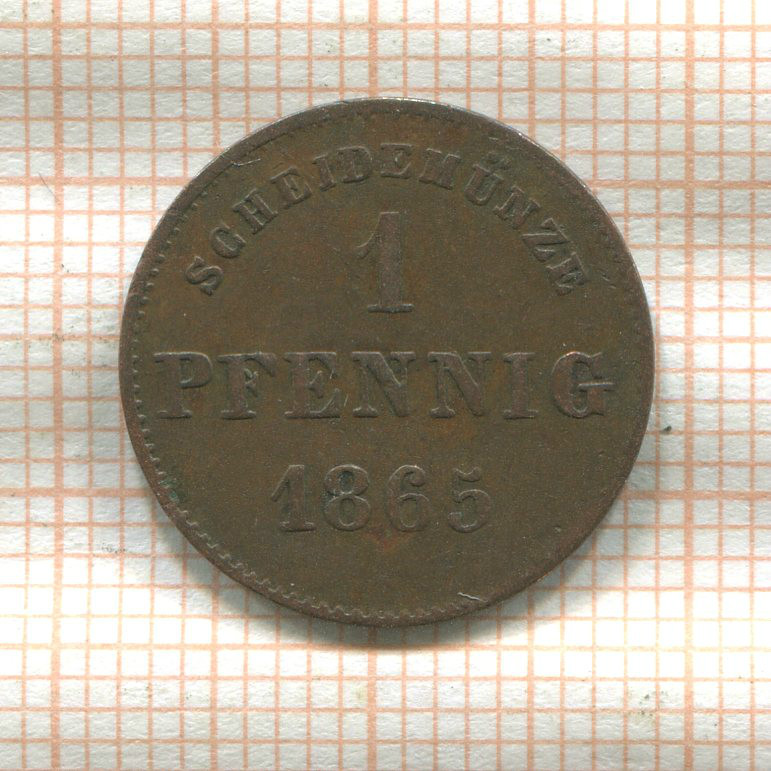 SCHEIDEMÜNZE
1
PFENNIG
1865